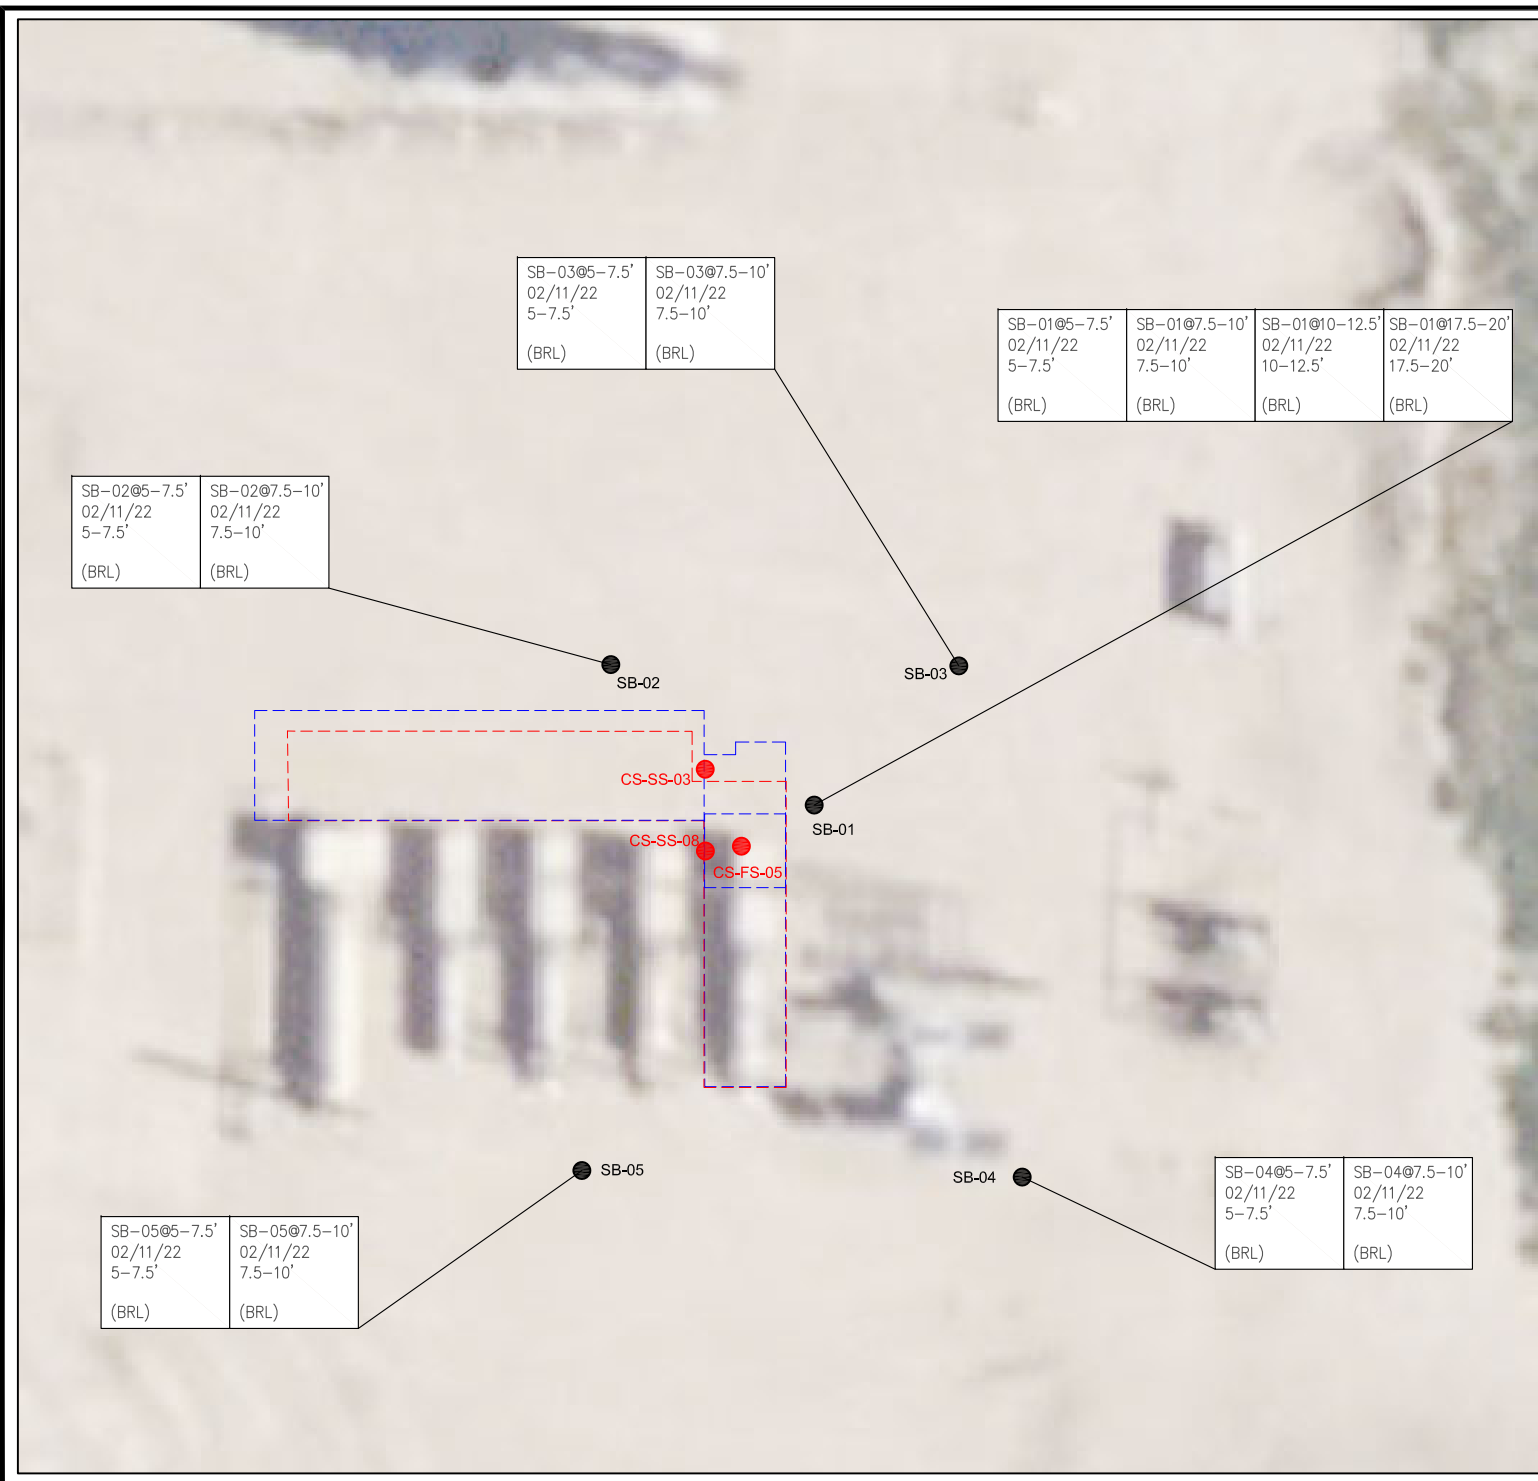 SB-03@5-7.5'
02/11/22
5-7.5'
(BRL)
SB-03@7.5-10'
02/11/22
7.5-10'
(BRL)
SB-01@5-7.5'
02/11/22
5-7.5'
(BRL)
SB-01@7.5-10'
02/11/22
7.5-10'
(BRL)
SB-01@10-12.5'
02/11/22
10-12.5'
(BRL)
SB-01@17.5-20'
02/11/22
17.5-20'
(BRL)
SB-02@5-7.5'
02/11/22
5-7.5'
(BRL)
SB-02@7.5-10'
02/11/22
7.5-10'
(BRL)
SB-02
SB-03
CS-SS-03
SB-01
CS-SS-08
CS-FS-05
SB-05
SB-04
SB-04@5-7.5'
02/11/22
5-7.5'
(BRL)
SB-04@7.5-10'
02/11/22
7.5-10'
(BRL)
SB-05@5-7.5'
02/11/22
5-7.5'
(BRL)
SB-05@7.5-10'
02/11/22
7.5-10'
(BRL)